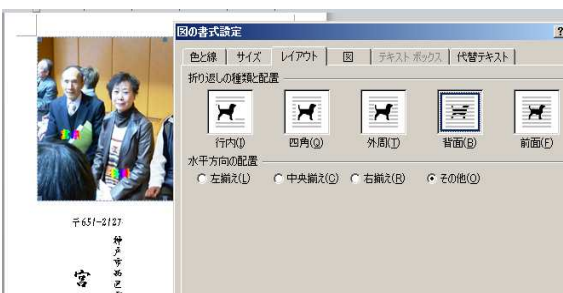 図の書式設定
?
色と線 サイズ レイアウト 図 テキスト ボックス 代替テキスト
折り返しの種類と配置
行内(I) 四角(Q) 外周(T) 背面(B) 前面(F)
水平方向の配置
左揃え(L) 中央揃え(C) 右揃え(R) その他(O)
〒651-2127
神戸市西区
宮